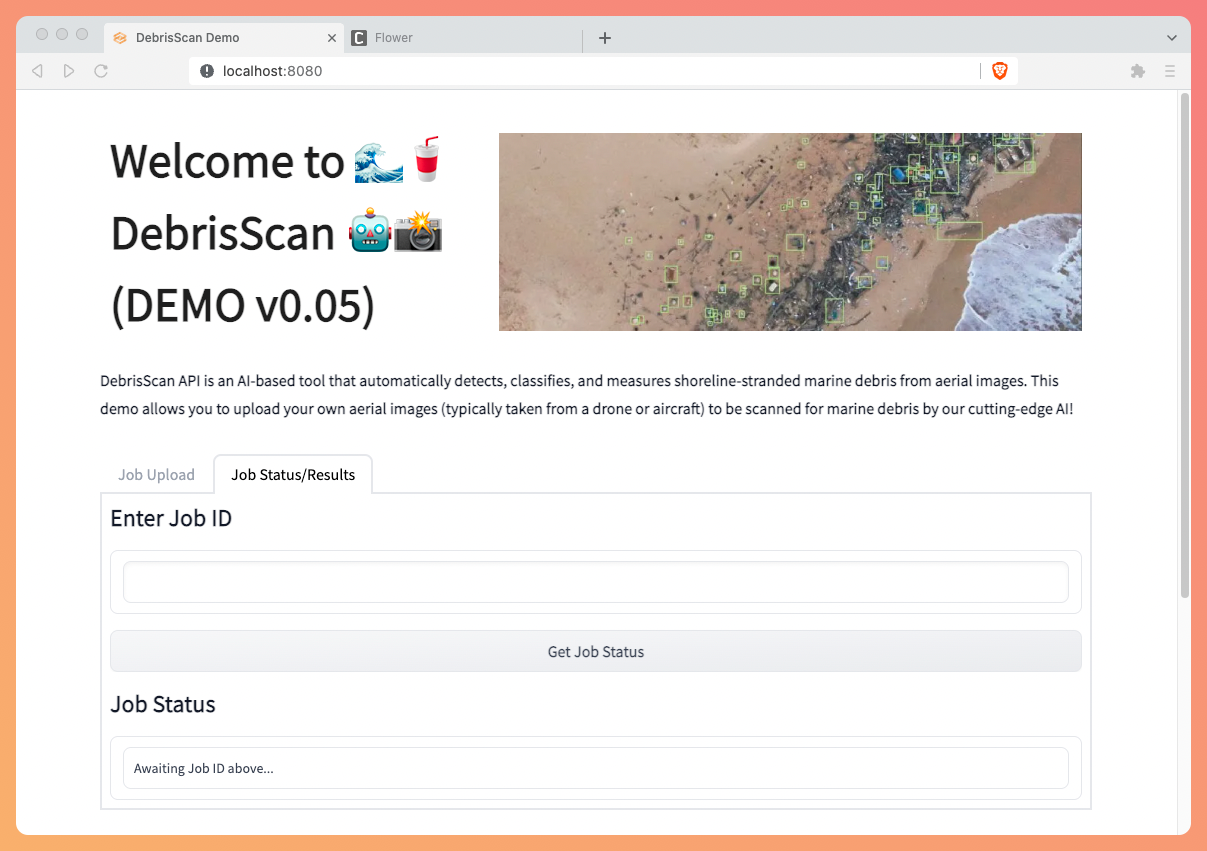 DebrisScan Demo
Flower
localhost:8080
Welcome to 🌊🥤
DebrisScan 🤖📸
(DEMO v0.05)
DebrisScan API is an AI-based tool that automatically detects, classifies, and measures shoreline-stranded marine debris from aerial images. This
demo allows you to upload your own aerial images (typically taken from a drone or aircraft) to be scanned for marine debris by our cutting-edge AI!
Job Upload
Job Status/Results
Enter Job ID
Get Job Status
Job Status
Awaiting Job ID above...